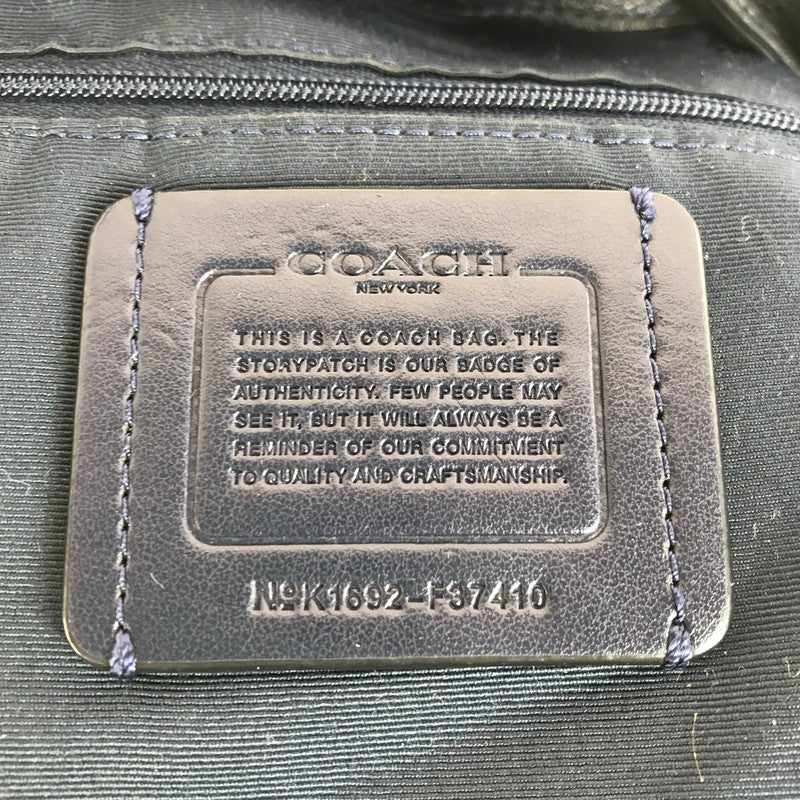 COACH
NEW YORK
THIS IS A COACH BAG. THE
STORYPATCH IS OUR BADGE OF
AUTHENTICITY. FEW PEOPLE MAY
SEE IT, BUT IT WILL ALWAYS BE A
REMINDER OF OUR COMMITMENT
TO QUALITY AND CRAFTSMANSHIP.
NºK1692-F37410